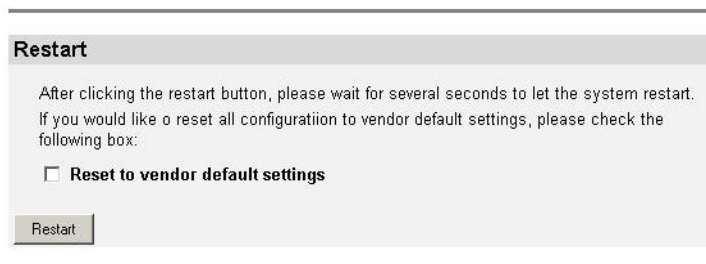 Restart
After clicking the restart button, please wait for several seconds to let the system restart.
If you would like o reset all configuratiion to vendor default settings, please check the
following box:
Reset to vendor default settings
Restart